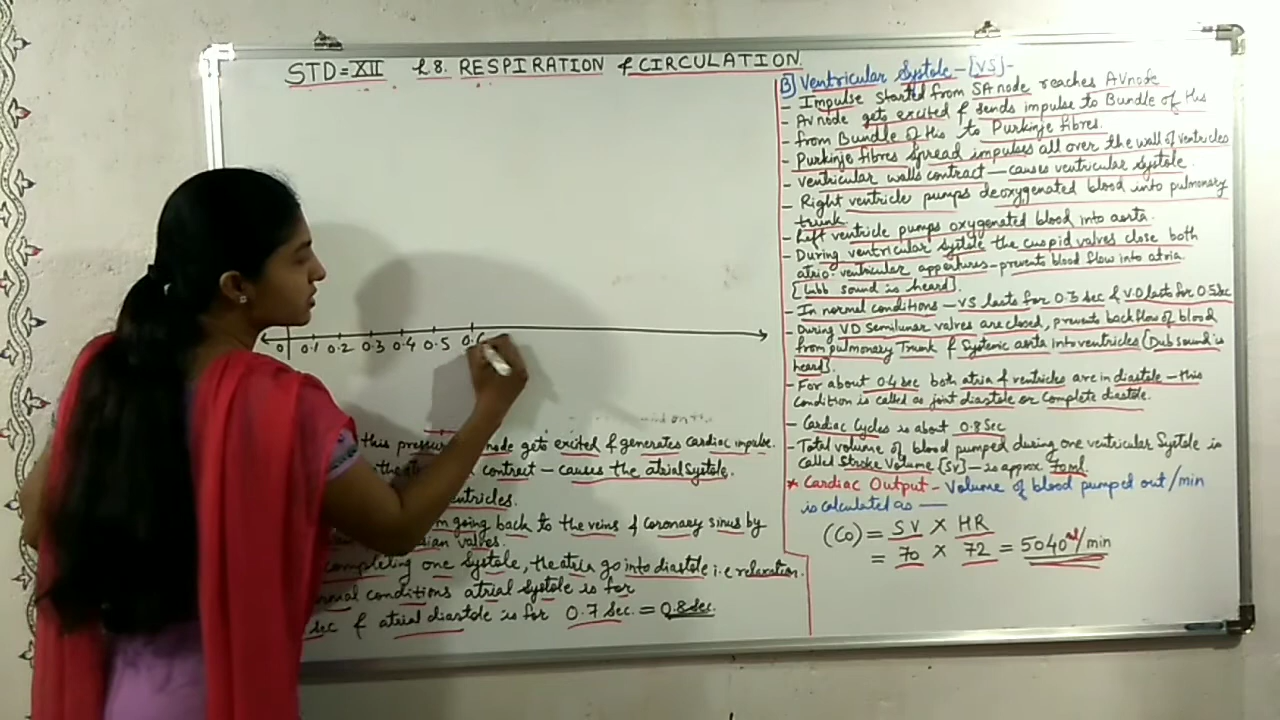 STD=XII L8. RESPIRATION & CIRCULATION.
0 0.1 0.2 0.3 0.4 0.5 0.6
this pressure node gets excited & generates cardiac impulse.
contract – causes the atrial systole.
ventricles.
going back to the veins & coronary sinus by
valves.
completing one systole, the atria go into diastole i.e relaxation.
conditions atrial systole is for
sec & atrial diastole is for 0.7 Sec. = 0.8 Sec.
B) Ventricular Systole – [VS] –
– Impulse started from SA node reaches AV node
– AV node gets excited & sends impulse to Bundle of His
– from Bundle of His to Purkinje fibres.
– Purkinje fibres spread impulses all over the wall of ventricles
– ventricular walls contract – causes ventricular systole.
– Right ventricle pumps deoxygenated blood into pulmonary
trunk
– Left ventricle pumps oxygenated blood into aorta.
– During ventricular systole the cuspid valves close both
atrio-ventricular appertures – prevents blood flow into atria.
[Lubb sound is heard].
– In normal conditions – VS lasts for 0.3 sec & VD lasts for 0.5 sec
– During VD Semilunar valves are closed, prevents backflow of blood
from pulmonary Trunk & Systemic aorta into ventricles (Dub sound is
heard].
– For about 0.4 sec both atria & ventricles are in diastole – this
condition is called as joint diastole or complete diastole.
– Cardiac Cycles is about 0.8 Sec
– Total volume of blood pumped during one ventricular Systole is
called Stroke Volume [SV] – is approx 70ml.
* Cardiac Output – Volume of blood pumped out /min
is calculated as —
(CO) = SV × HR
= 70 × 72 = 5040 ml/min